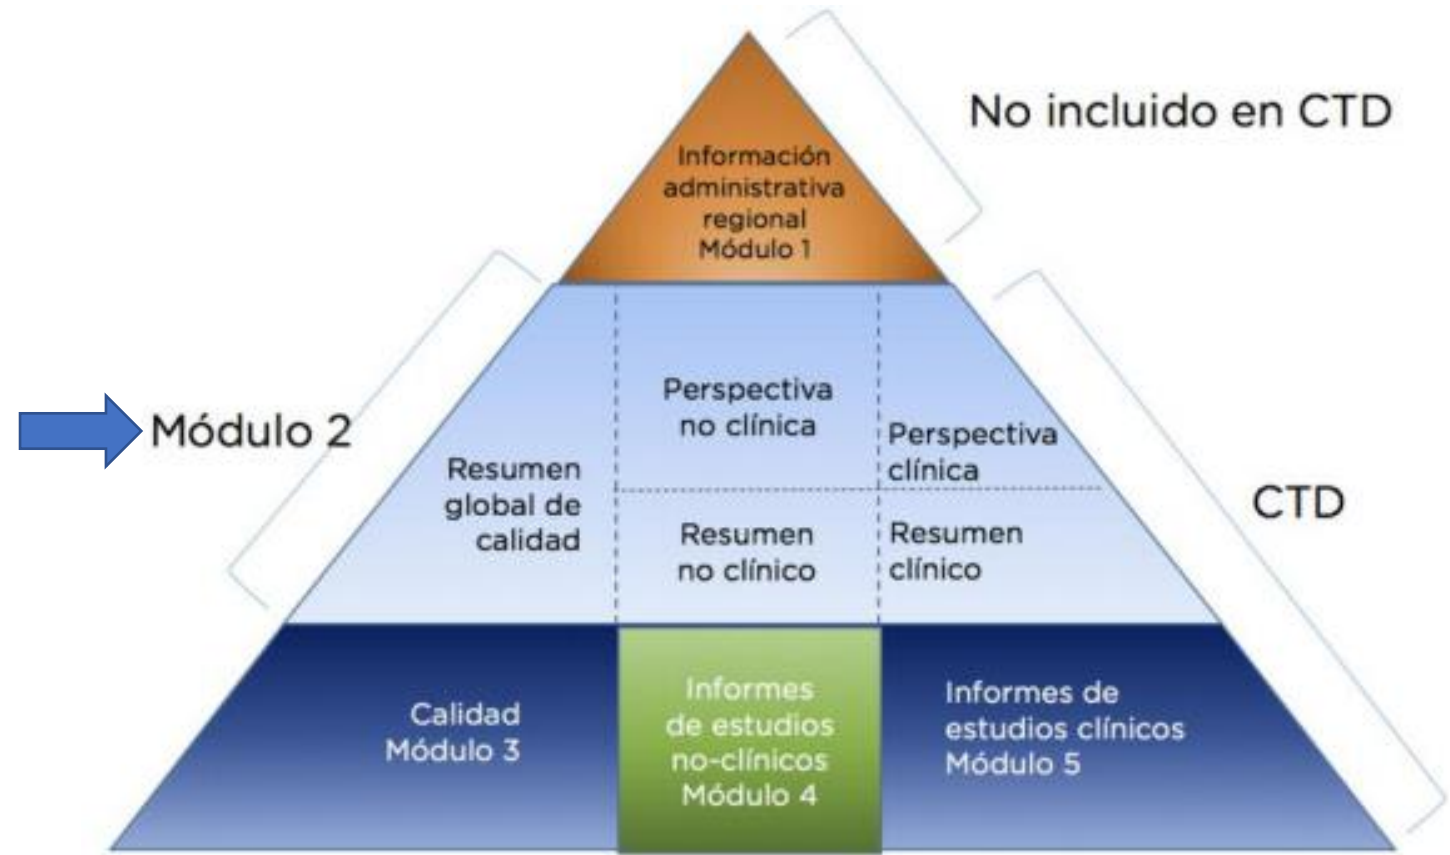 No incluido en CTD
Información
administrativa
regional
Módulo 1
Módulo 2
Resumen
global de
calidad
Perspectiva
no clínica
Perspectiva
clínica
Resumen
no clínico
Resumen
clínico
CTD
Calidad
Módulo 3
Informes
de estudios
no-clínicos
Módulo 4
Informes de
estudios clínicos
Módulo 5